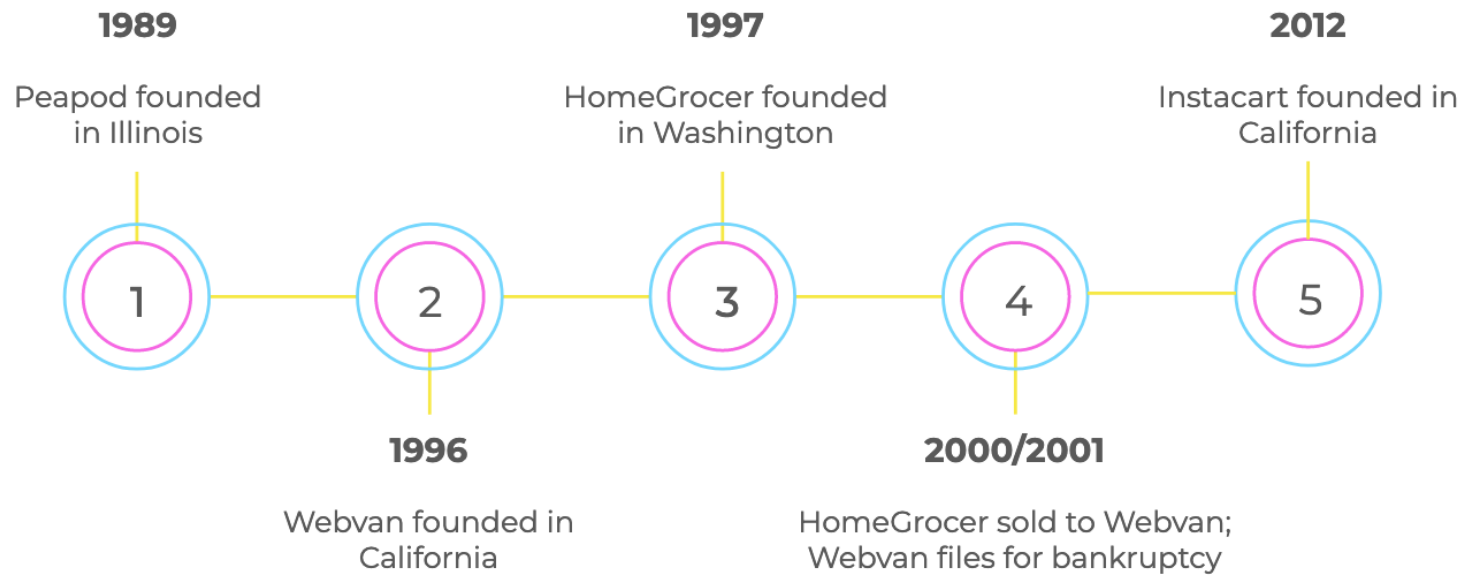 1989
Peapod founded
in Illinois
1997
HomeGrocer founded
in Washington
2012
Instacart founded in
California
1
2
3
4
5
1996
Webvan founded in
California
2000/2001
HomeGrocer sold to Webvan;
Webvan files for bankruptcy